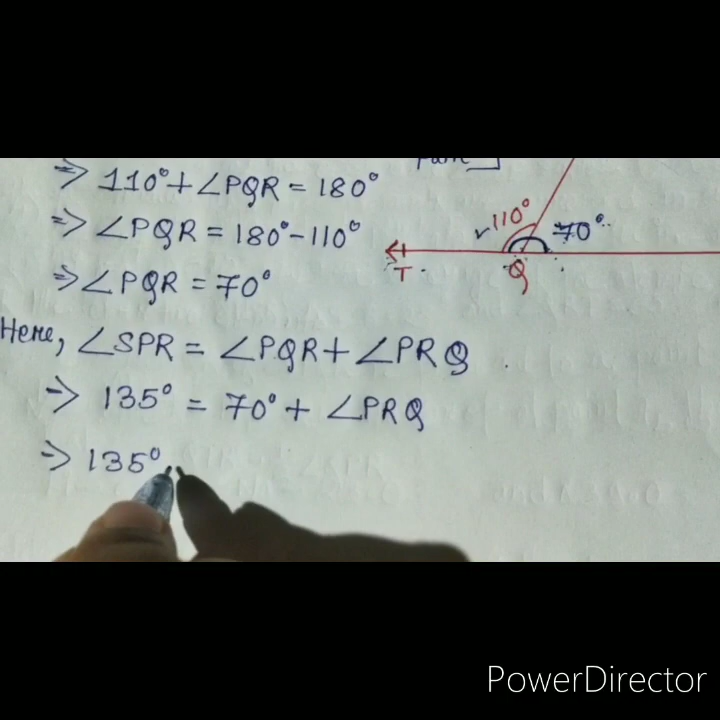 ⇒ 110° + ∠PQR = 180°
⇒ ∠PQR = 180° - 110°
⇒ ∠PQR = 70°
110°
70°
T
Q
Here, ∠SPR = ∠PQR + ∠PRQ
⇒ 135° = 70° + ∠PRQ
⇒ 135°
PowerDirector